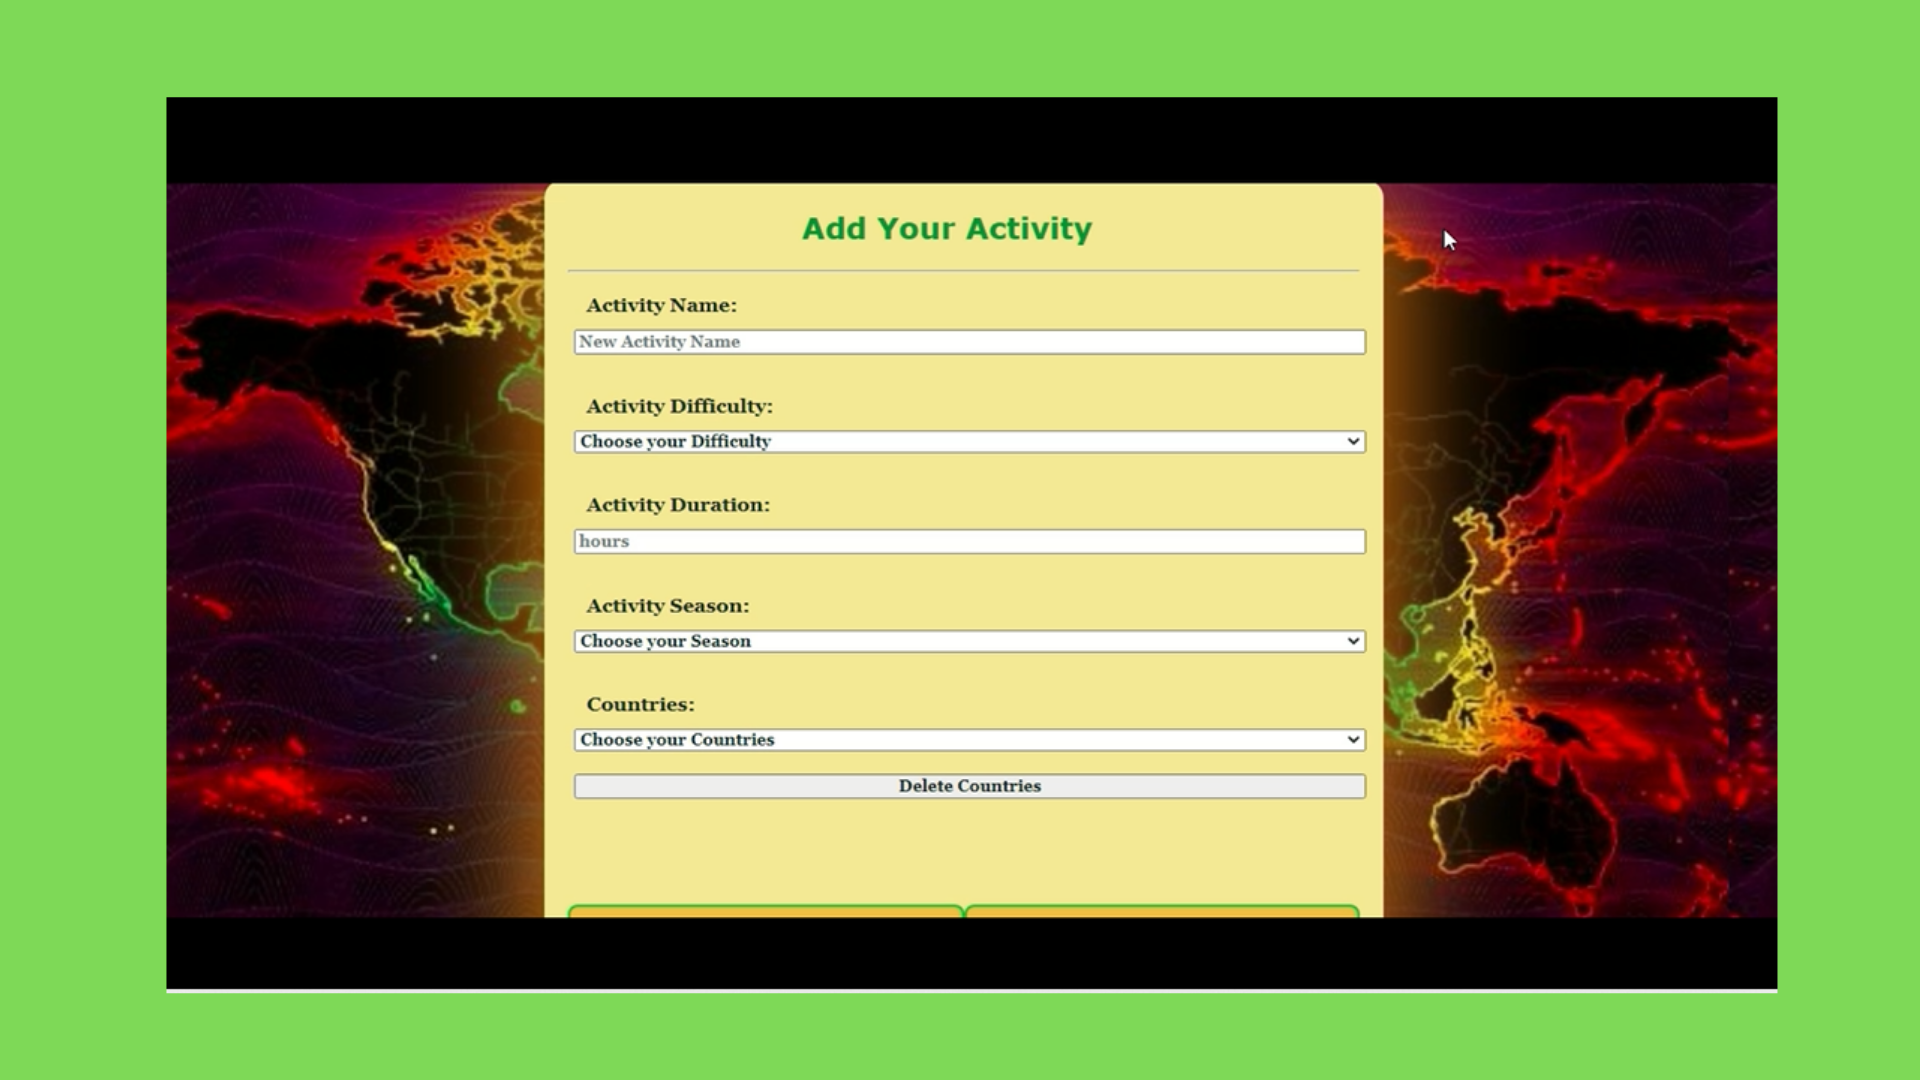 Add Your Activity
Activity Name:
New Activity Name
Activity Difficulty:
Choose your Difficulty
Activity Duration:
hours
Activity Season:
Choose your Season
Countries:
Choose your Countries
Delete Countries